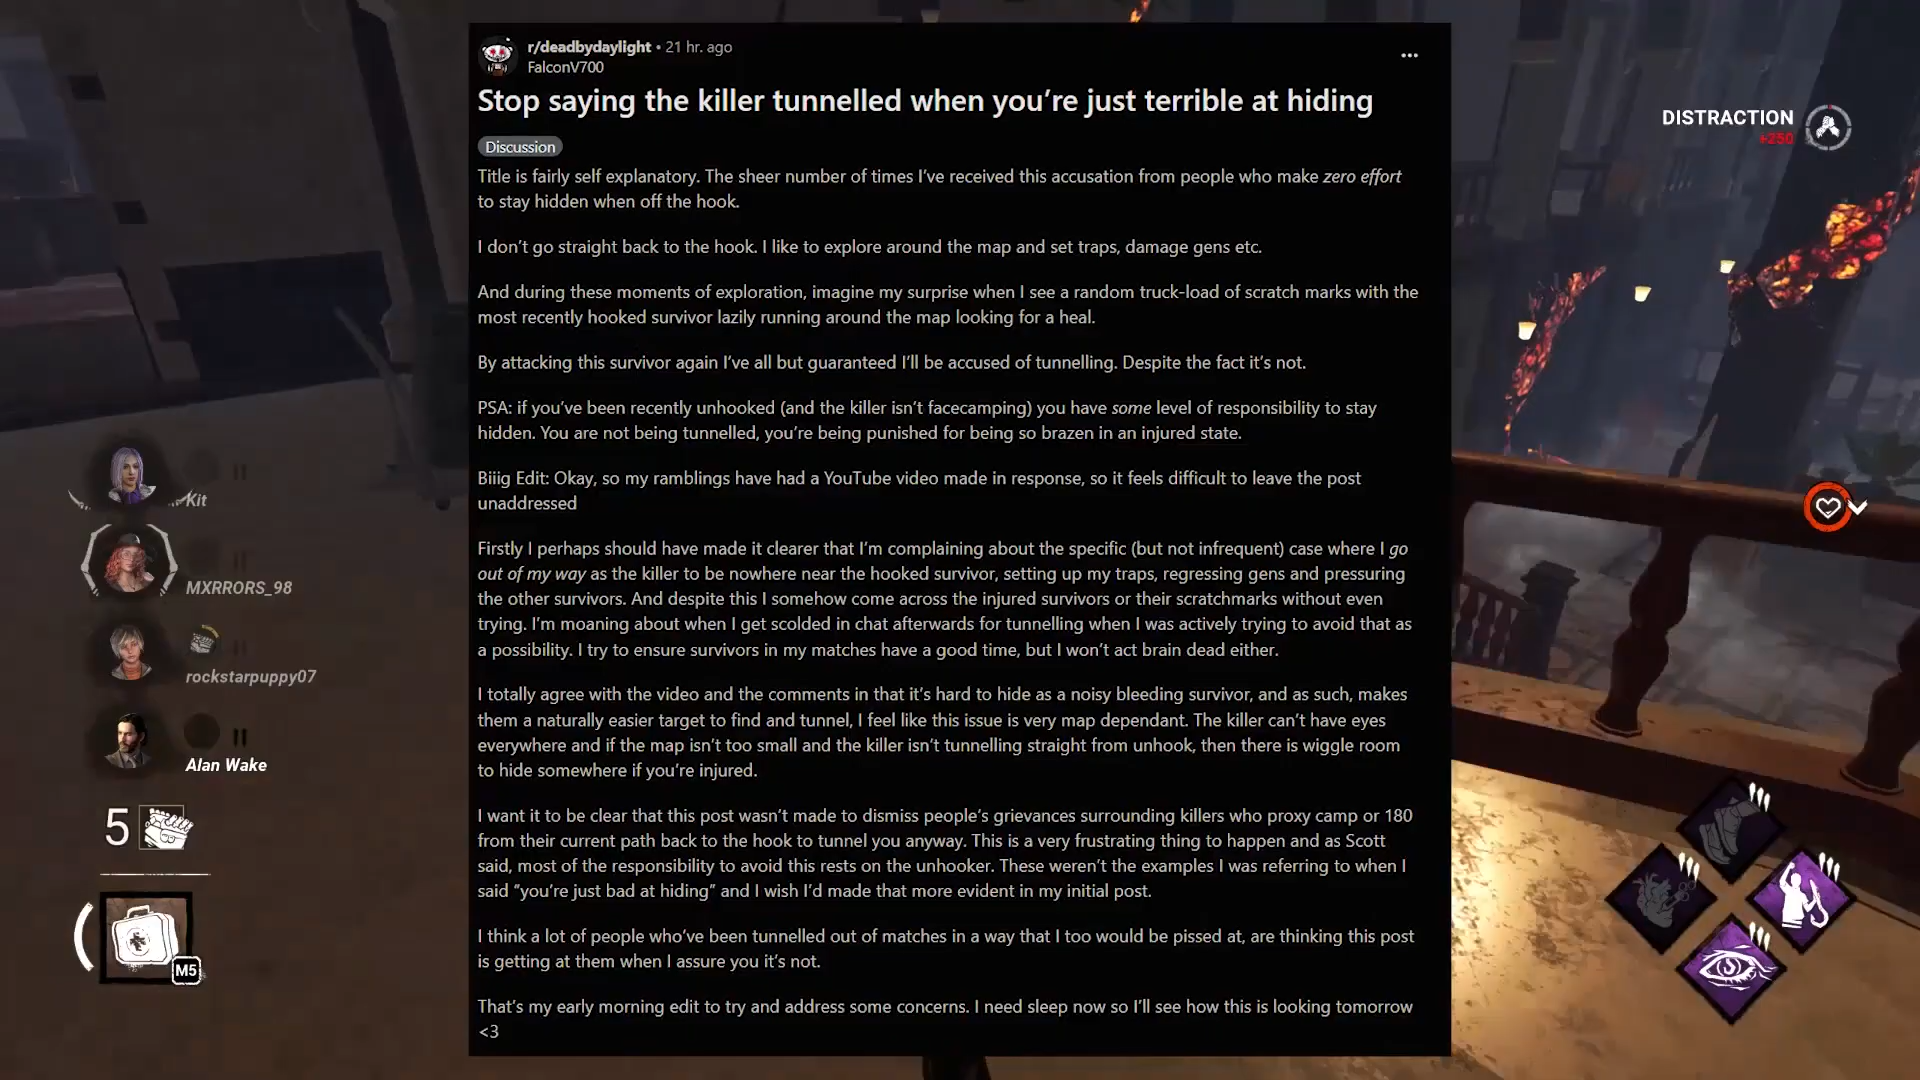 r/deadbydaylight • 21 hr. ago
FalconV700
Stop saying the killer tunnelled when you’re just terrible at hiding
Discussion
Title is fairly self explanatory. The sheer number of times I’ve received this accusation from people who make zero effort
to stay hidden when off the hook.
I don’t go straight back to the hook. I like to explore around the map and set traps, damage gens etc.
And during these moments of exploration, imagine my surprise when I see a random truck-load of scratch marks with the
most recently hooked survivor lazily running around the map looking for a heal.
By attacking this survivor again I’ve all but guaranteed I’ll be accused of tunnelling. Despite the fact it’s not.
PSA: if you’ve been recently unhooked (and the killer isn’t facecamping) you have some level of responsibility to stay
hidden. You are not being tunnelled, you’re being punished for being so brazen in an injured state.
Biiig Edit: Okay, so my ramblings have had a YouTube video made in response, so it feels difficult to leave the post
unaddressed
Firstly I perhaps should have made it clearer that I’m complaining about the specific (but not infrequent) case where I go
out of my way as the killer to be nowhere near the hooked survivor, setting up my traps, regressing gens and pressuring
the other survivors. And despite this I somehow come across the injured survivors or their scratchmarks without even
trying. I’m moaning about when I get scolded in chat afterwards for tunnelling when I was actively trying to avoid that as
a possibility. I try to ensure survivors in my matches have a good time, but I won’t act brain dead either.
I totally agree with the video and the comments in that it’s hard to hide as a noisy bleeding survivor, and as such, makes
them a naturally easier target to find and tunnel, I feel like this issue is very map dependant. The killer can’t have eyes
everywhere and if the map isn’t too small and the killer isn’t tunnelling straight from unhook, then there is wiggle room
to hide somewhere if you’re injured.
I want it to be clear that this post wasn’t made to dismiss people’s grievances surrounding killers who proxy camp or 180
from their current path back to the hook to tunnel you anyway. This is a very frustrating thing to happen and as Scott
said, most of the responsibility to avoid this rests on the unhooker. These weren’t the examples I was referring to when I
said “you’re just bad at hiding” and I wish I’d made that more evident in my initial post.
I think a lot of people who’ve been tunnelled out of matches in a way that I too would be pissed at, are thinking this post
is getting at them when I assure you it’s not.
That’s my early morning edit to try and address some concerns. I need sleep now so I’ll see how this is looking tomorrow
<3
DISTRACTION
+250
Kit
MXRRORS_98
rockstarpuppy07
Alan Wake
5
M5